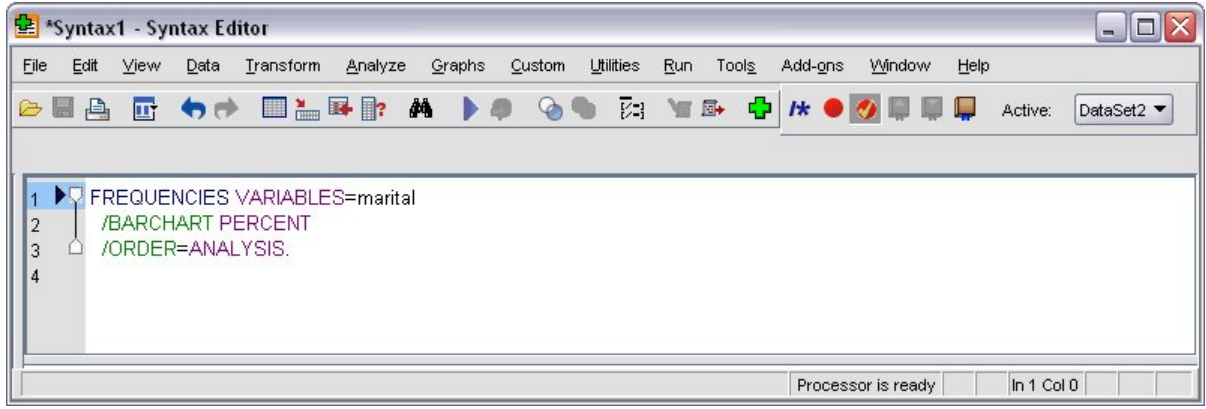 *Syntax1 - Syntax Editor
File Edit View Data Transform Analyze Graphs Custom Utilities Run Tools Add-ons Window Help
Active: DataSet2
1 FREQUENCIES VARIABLES=marital
2 /BARCHART PERCENT
3 /ORDER=ANALYSIS.
4
Processor is ready In 1 Col 0